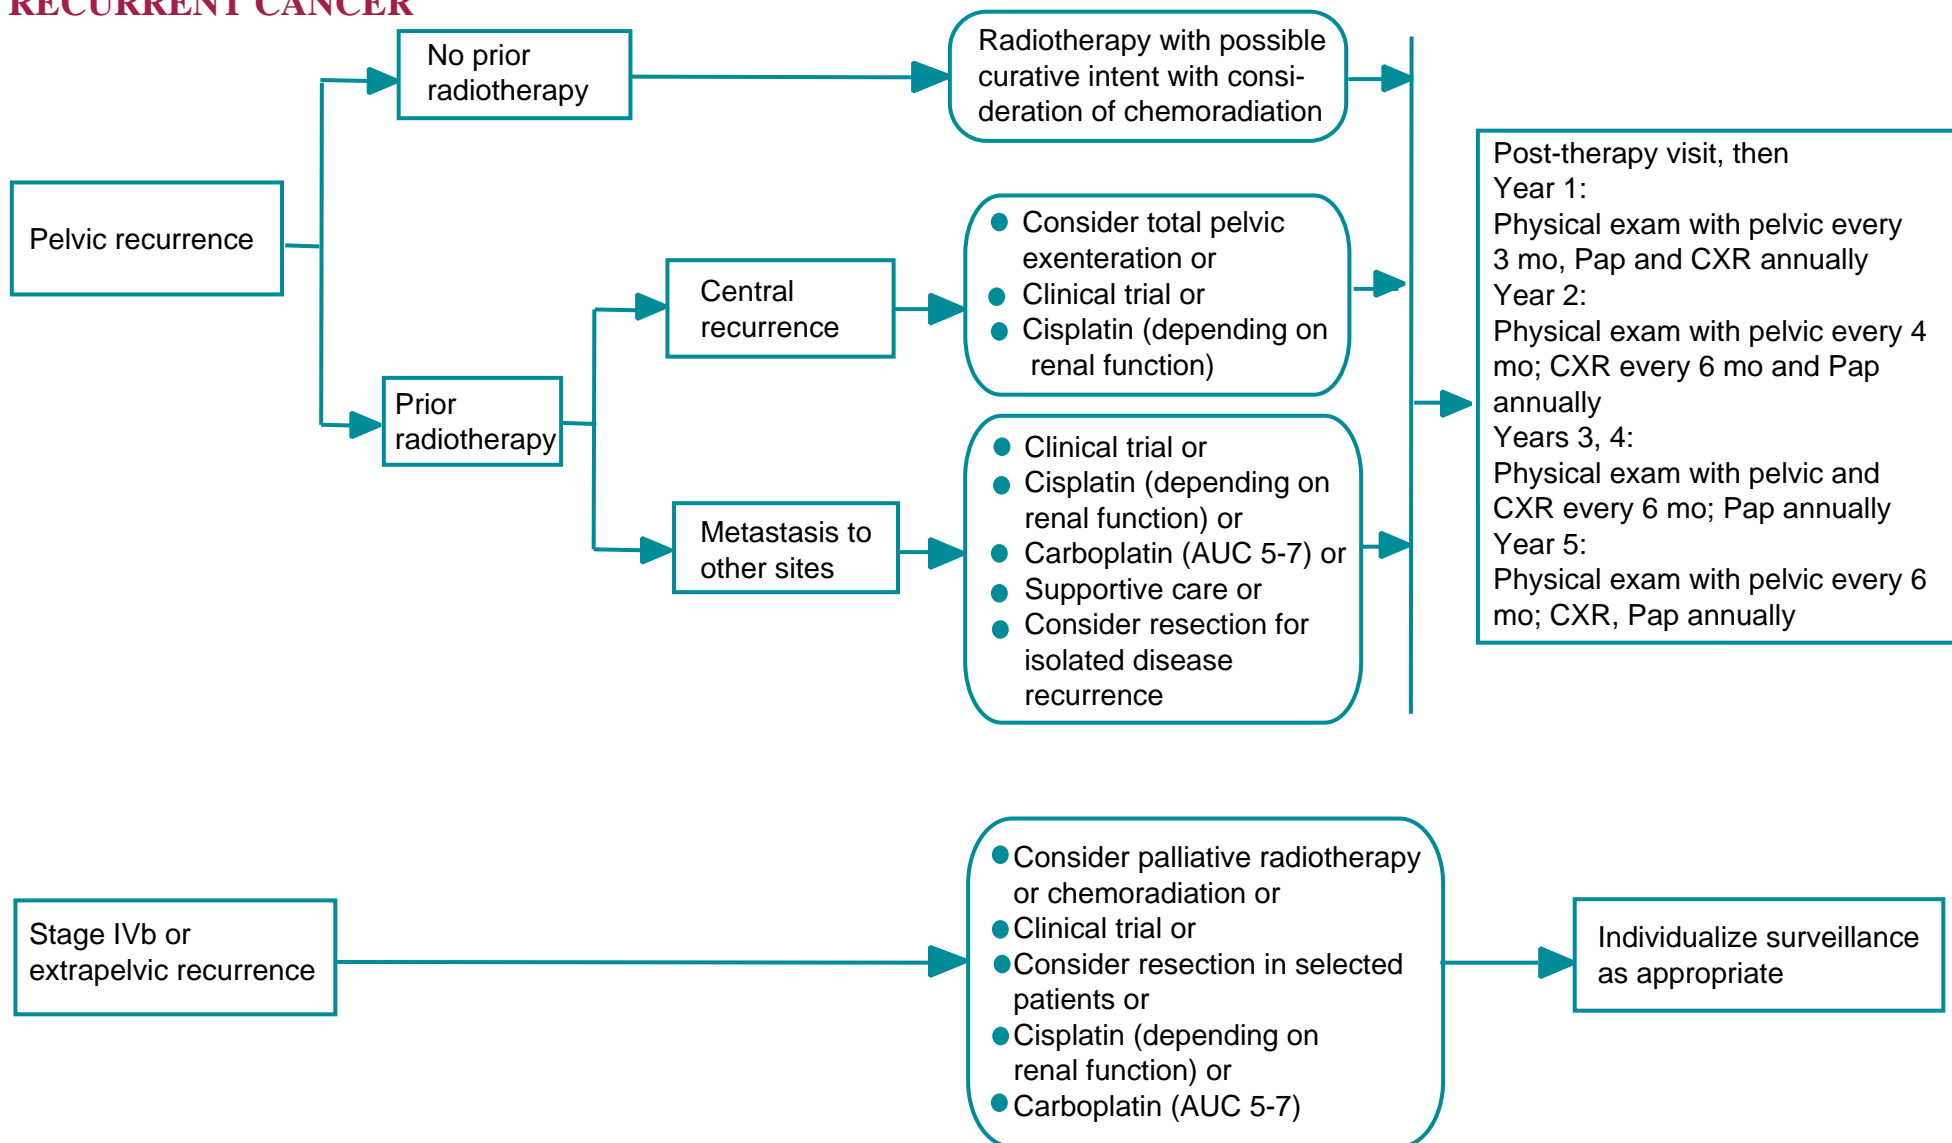 RECURRENT CANCER
No prior
radiotherapy
Radiotherapy with possible
curative intent with consi-
deration of chemoradiation
Pelvic recurrence
Prior
radiotherapy
Central
recurrence
Consider total pelvic
exenteration or
Clinical trial or
Cisplatin (depending on
renal function)
Metastasis to
other sites
Clinical trial or
Cisplatin (depending on
renal function) or
Carboplatin (AUC 5-7) or
Supportive care or
Consider resection for
isolated disease
recurrence
Post-therapy visit, then
Year 1:
Physical exam with pelvic every
3 mo, Pap and CXR annually
Year 2:
Physical exam with pelvic every 4
mo; CXR every 6 mo and Pap
annually
Years 3, 4:
Physical exam with pelvic and
CXR every 6 mo; Pap annually
Year 5:
Physical exam with pelvic every 6
mo; CXR, Pap annually
Stage IVb or
extrapelvic recurrence
Consider palliative radiotherapy
or chemoradiation or
Clinical trial or
Consider resection in selected
patients or
Cisplatin (depending on
renal function) or
Carboplatin (AUC 5-7)
Individualize surveillance
as appropriate